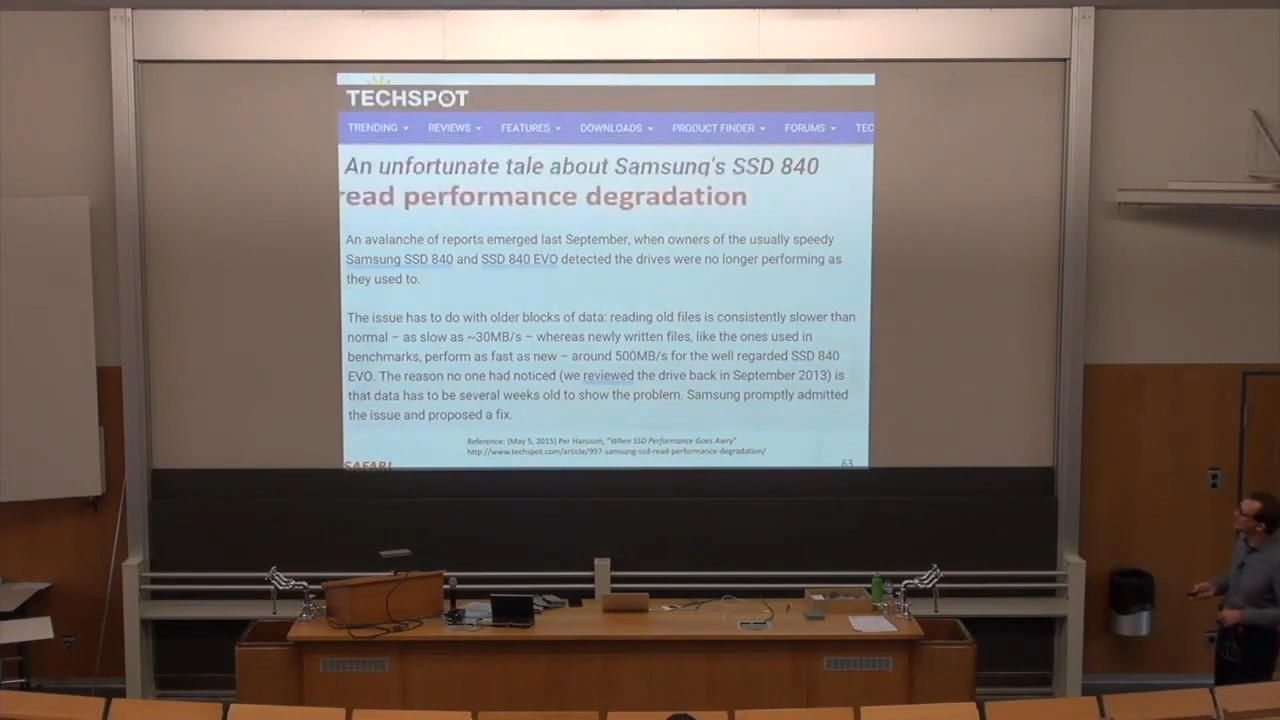 TECHSPOT
TRENDING REVIEWS FEATURES DOWNLOADS PRODUCT FINDER FORUMS TEC
An unfortunate tale about Samsung's SSD 840
read performance degradation
An avalanche of reports emerged last September, when owners of the usually speedy
Samsung SSD 840 and SSD 840 EVO detected the drives were no longer performing as
they used to.
The issue has to do with older blocks of data: reading old files is consistently slower than
normal – as slow as ~30MB/s – whereas newly written files, like the ones used in
benchmarks, perform as fast as new – around 500MB/s for the well regarded SSD 840
EVO. The reason no one had noticed (we reviewed the drive back in September 2013) is
that data has to be several weeks old to show the problem. Samsung promptly admitted
the issue and proposed a fix.
Reference: (May 5, 2015) Per Hansson, "When SSD Performance Goes Awry"
http://www.techspot.com/article/997-samsung-ssd-read-performance-degradation/
SAFARI 63